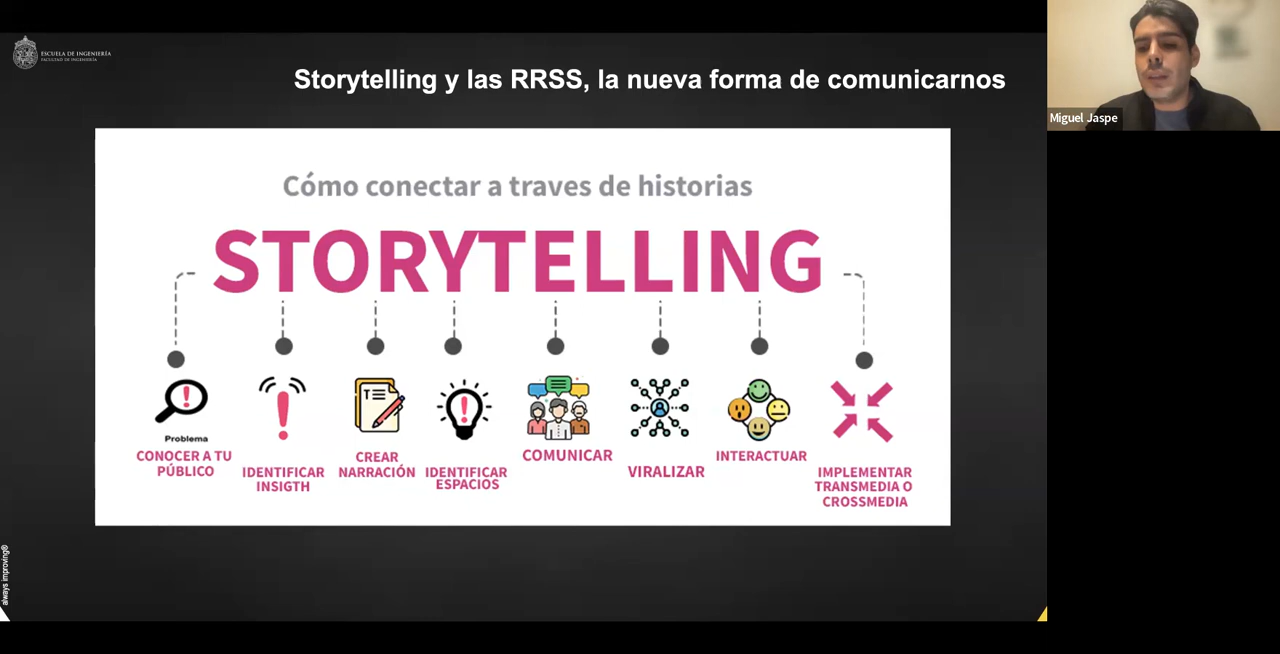 ESCUELA DE INGENIERÍA
FACULTAD DE INGENIERÍA
Storytelling y las RRSS, la nueva forma de comunicarnos
Miguel Jaspe
Cómo conectar a traves de historias
STORYTELLING
Problema
CONOCER A TU
PÚBLICO
IDENTIFICAR
INSIGTH
CREAR
NARRACIÓN
IDENTIFICAR
ESPACIOS
COMUNICAR
VIRALIZAR
INTERACTUAR
IMPLEMENTAR
TRANSMEDIA O
CROSSMEDIA
always improving®